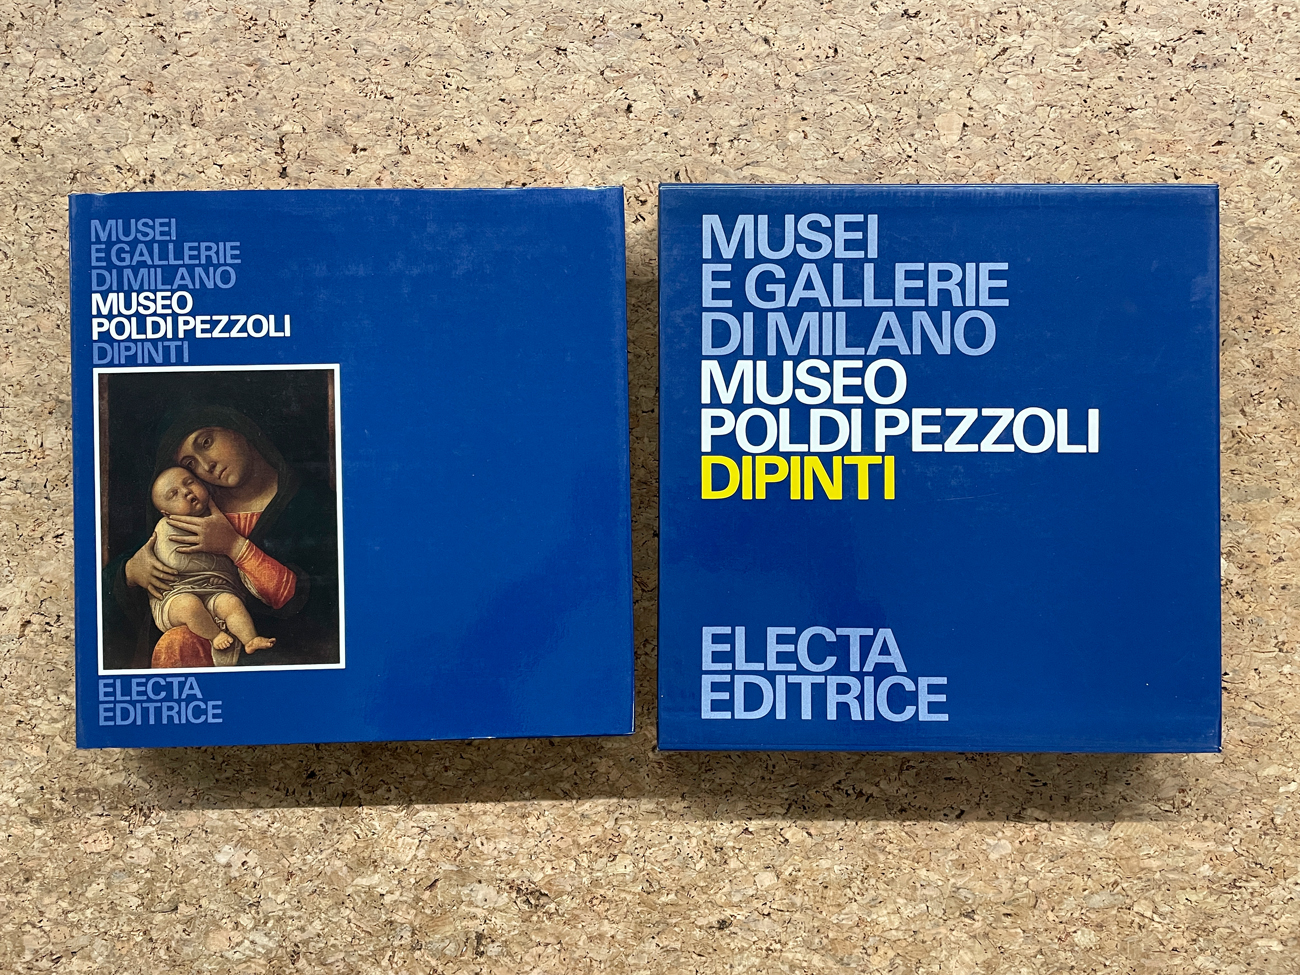 MUSEI
E GALLERIE
DI MILANO
MUSEO
POLDI PEZZOLI
DIPINTI
ELECTA
EDITRICE
MUSEI
E GALLERIE
DI MILANO
MUSEO
POLDI PEZZOLI
DIPINTI
ELECTA
EDITRICE